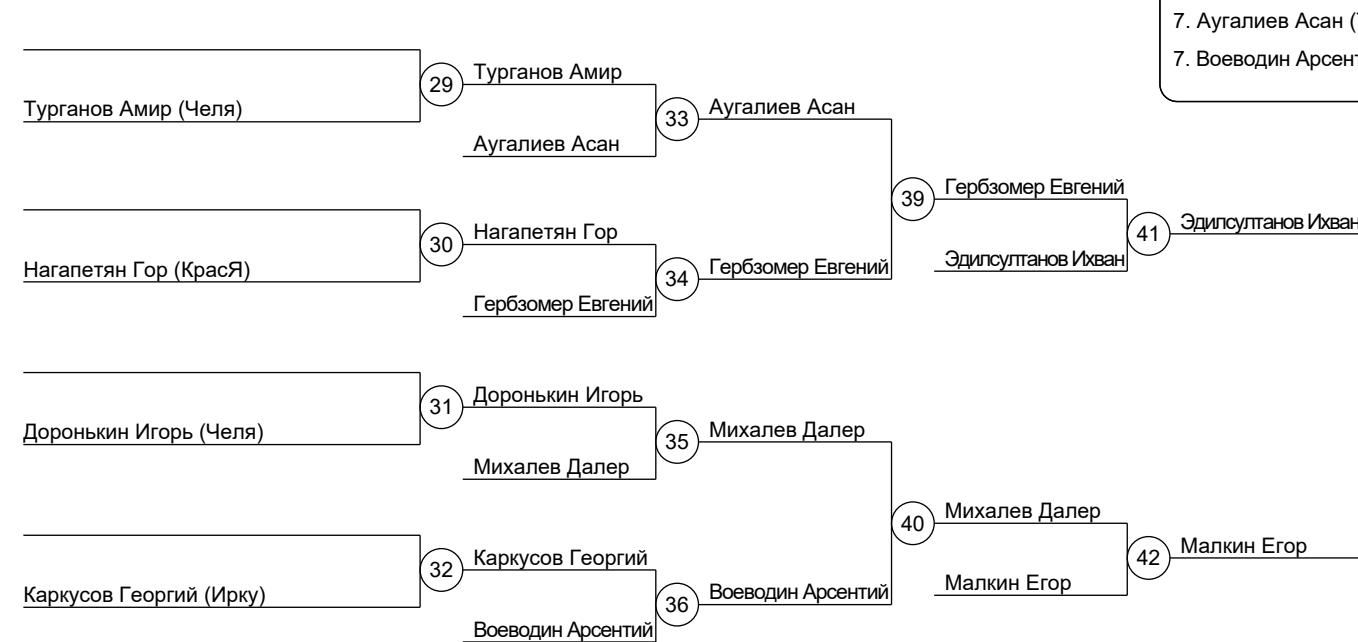 7. Аугалиев Асан (
7. Воеводин Арсен
29
Турганов Амир
Турганов Амир (Челя)
33
Аугалиев Асан
Аугалиев Асан
39
Гербзомер Евгений
30
Нагапетян Гор
41
Эдилсултанов Ихван
Нагапетян Гор (КрасЯ)
34
Гербзомер Евгений
Эдилсултанов Ихван
Гербзомер Евгений
31
Доронькин Игорь
Доронькин Игорь (Челя)
35
Михалев Далер
Михалев Далер
40
Михалев Далер
32
Каркусов Георгий
42
Малкин Егор
Каркусов Георгий (Ирку)
36
Воеводин Арсентий
Малкин Егор
Воеводин Арсентий